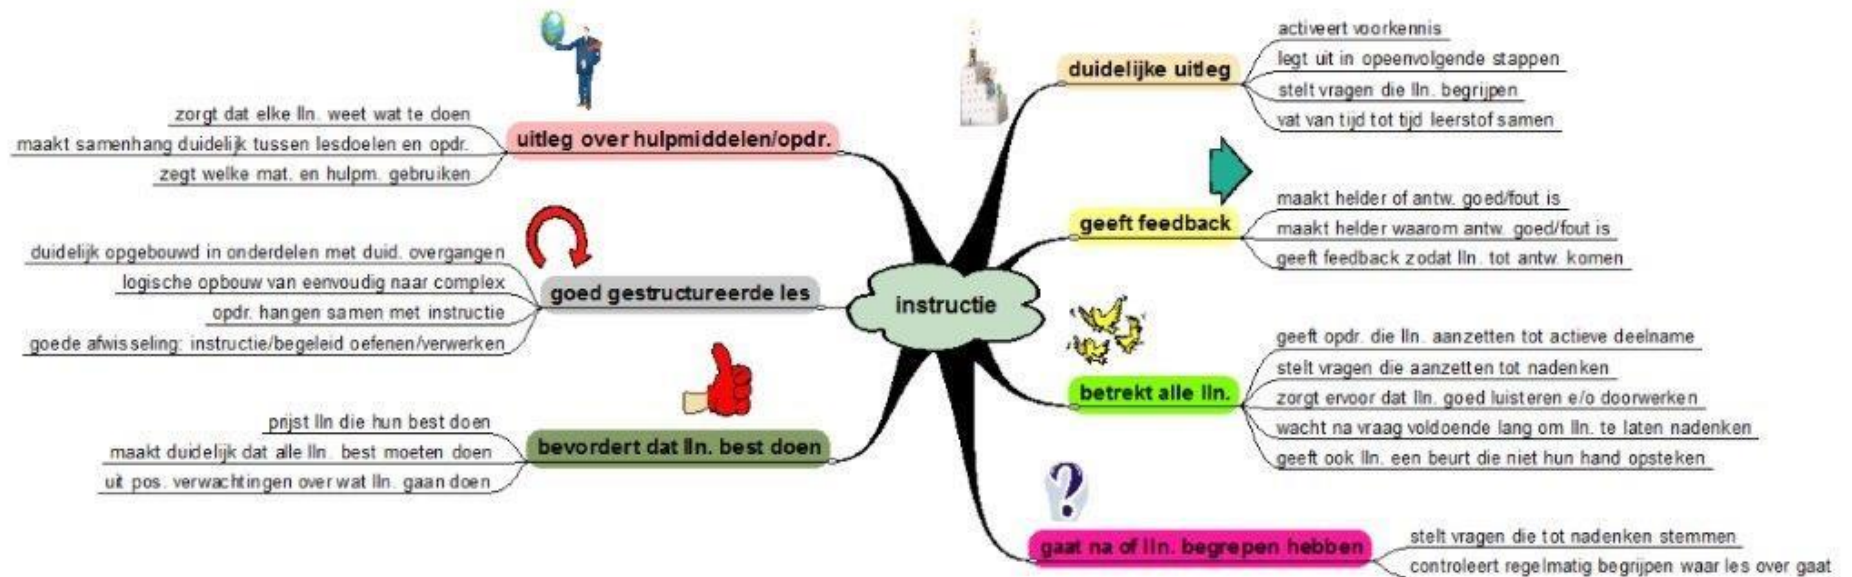 instructie
duidelijke uitleg
activeert voorkennis
legt uit in opeenvolgende stappen
stelt vragen die lln. begrijpen
vat van tijd tot tijd leerstof samen
geeft feedback
maakt helder of antw. goed/fout is
maakt helder waarom antw. goed/fout is
geeft feedback zodat lln. tot antw. komen
betrekt alle lln.
geeft opdr. die lln. aanzetten tot actieve deelname
stelt vragen die aanzetten tot nadenken
zorgt ervoor dat lln. goed luisteren e/o doorwerken
wacht na vraag voldoende lang om lln. te laten nadenken
geeft ook lln. een beurt die niet hun hand opsteken
gaat na of lln. begrepen hebben
stelt vragen die tot nadenken stemmen
controleert regelmatig begrijpen waar les over gaat
uitleg over hulpmiddelen/opdr.
zorgt dat elke lln. weet wat te doen
maakt samenhang duidelijk tussen lesdoelen en opdr.
zegt welke mat. en hulpm. gebruiken
goed gestructureerde les
duidelijk opgebouwd in onderdelen met duid. overgangen
logische opbouw van eenvoudig naar complex
opdr. hangen samen met instructie
goede afwisseling: instructie/begeleid oefenen/verwerken
bevordert dat lln. best doen
prijst lln die hun best doen
maakt duidelijk dat alle lln. best moeten doen
uit pos. verwachtingen over wat lln. gaan doen